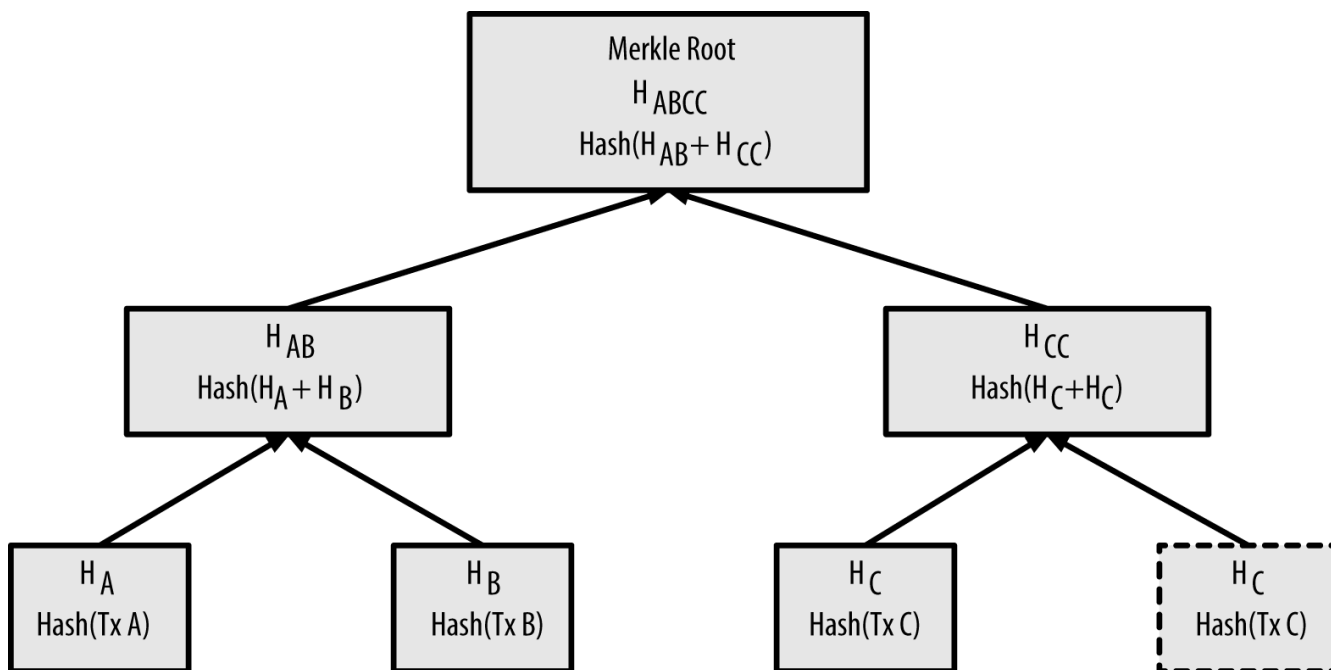 Merkle Root
H ABCC
Hash(H AB + H CC)
H AB
Hash(H A + H B)
H CC
Hash(H C+H C)
H A
Hash(Tx A)
H B
Hash(Tx B)
H C
Hash(Tx C)
H C
Hash(Tx C)